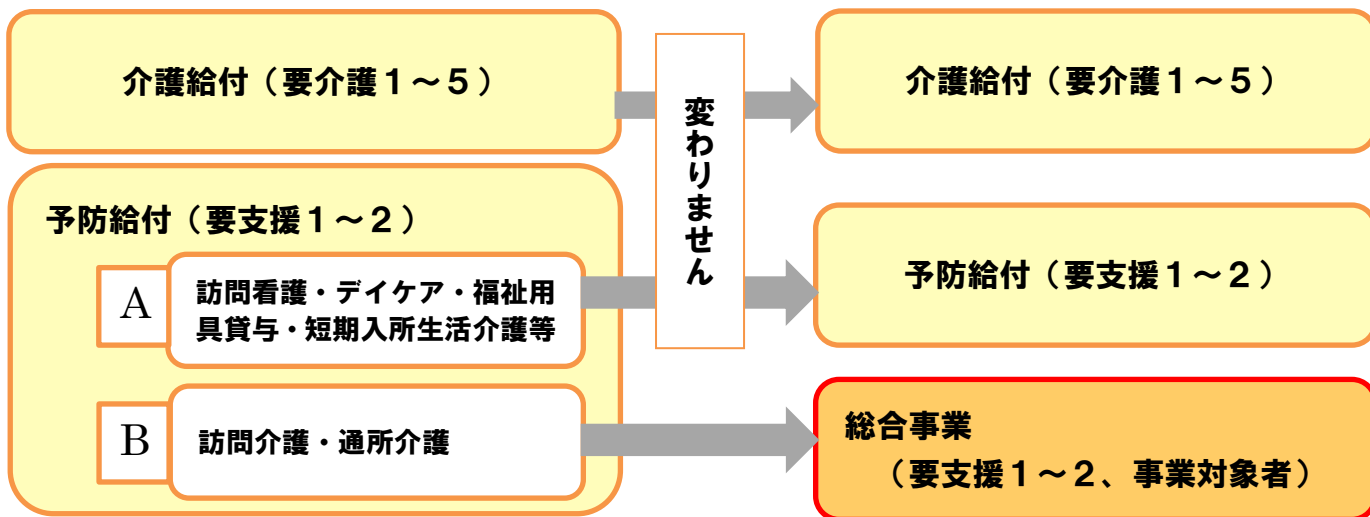 介護給付（要介護１～５）
変わりません
介護給付（要介護１～５）
予防給付（要支援１～２）
A
訪問看護・デイケア・福祉用
具貸与・短期入所生活介護等
予防給付（要支援１～２）
B
訪問介護・通所介護
総合事業
（要支援１～２、事業対象者）